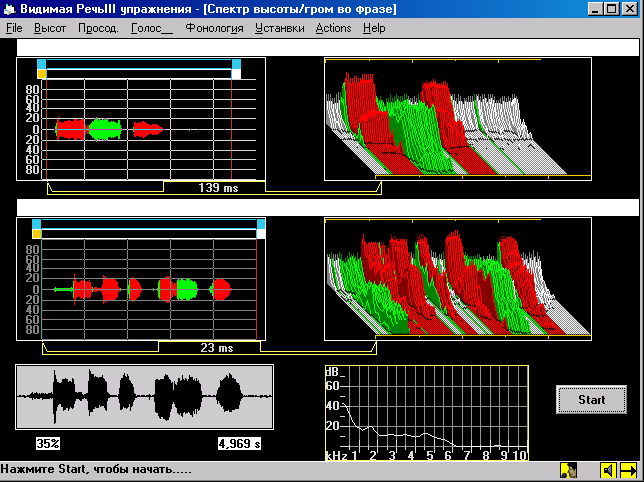 Видимая РечьIII упражнения - [Спектр высоты/гром во фразе]
File Высот Просод. Голос__ Фонология Уставки Actions Help
80
60
40
20
0
20
40
60
80
139 ms
80
60
40
20
0
20
40
60
80
23 ms
dB
60
40
20
kHz 1 2 3 4 5 6 7 8 9 10
Start
35% 4,969 s
Нажмите Start, чтобы начать.....